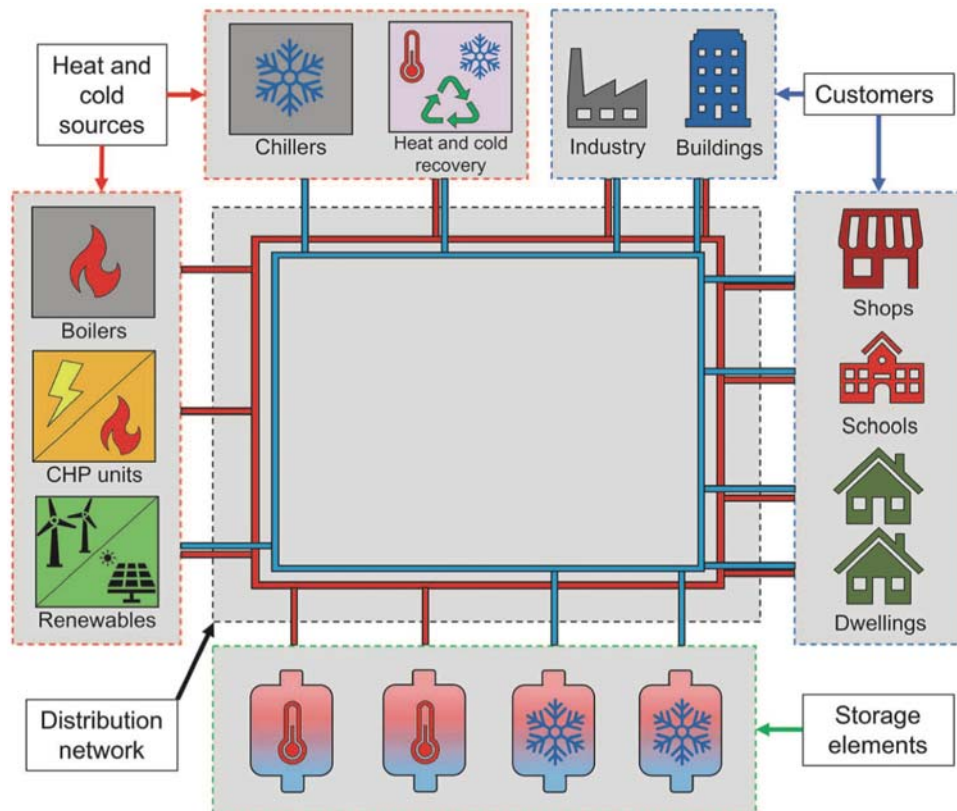 Heat and
cold
sources
Chillers
Heat and cold
recovery
Industry
Buildings
Customers
Boilers
CHP units
Renewables
Shops
Schools
Dwellings
Distribution
network
Storage
elements